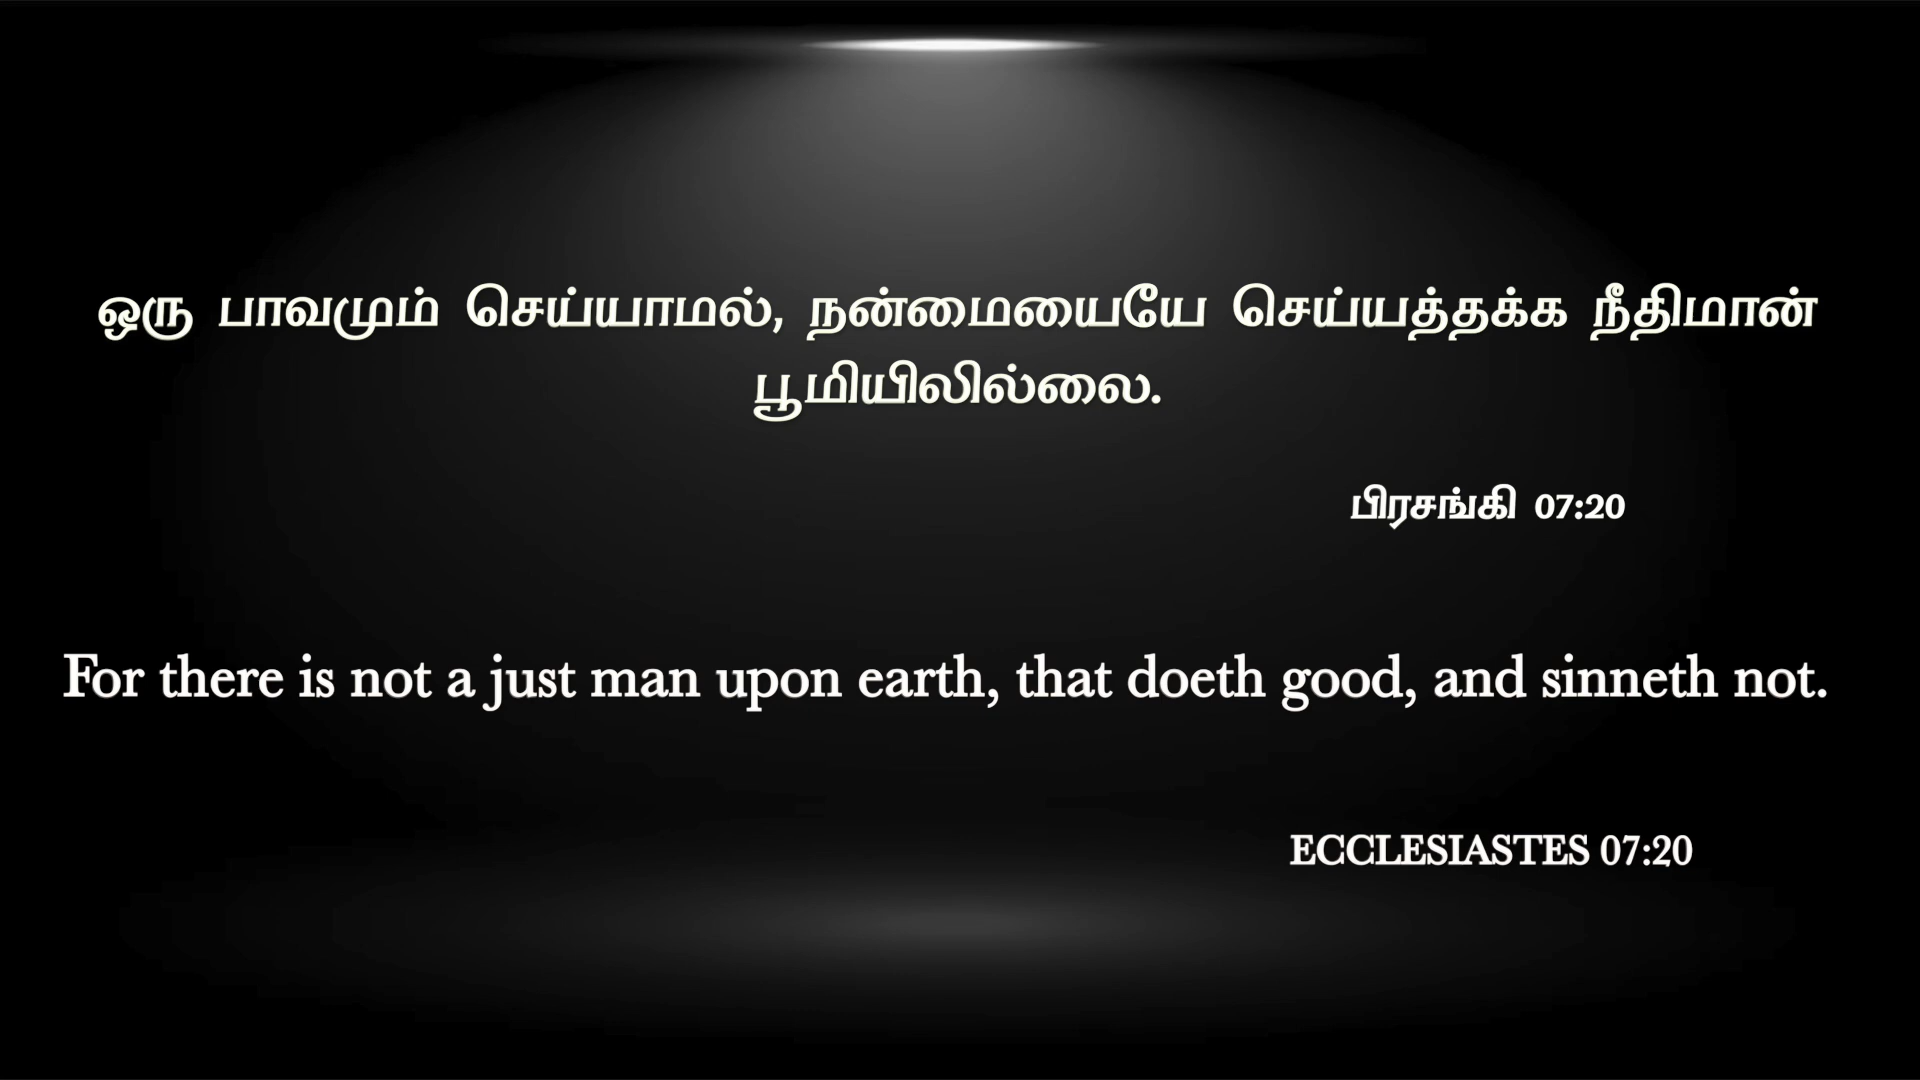 ஒரு பாவமும் செய்யாமல், நன்மையையே செய்யத்தக்க நீதிமான்
பூமியிலில்லை.
பிரசங்கி 07:20
For there is not a just man upon earth, that doeth good, and sinneth not.
ECCLESIASTES 07:20